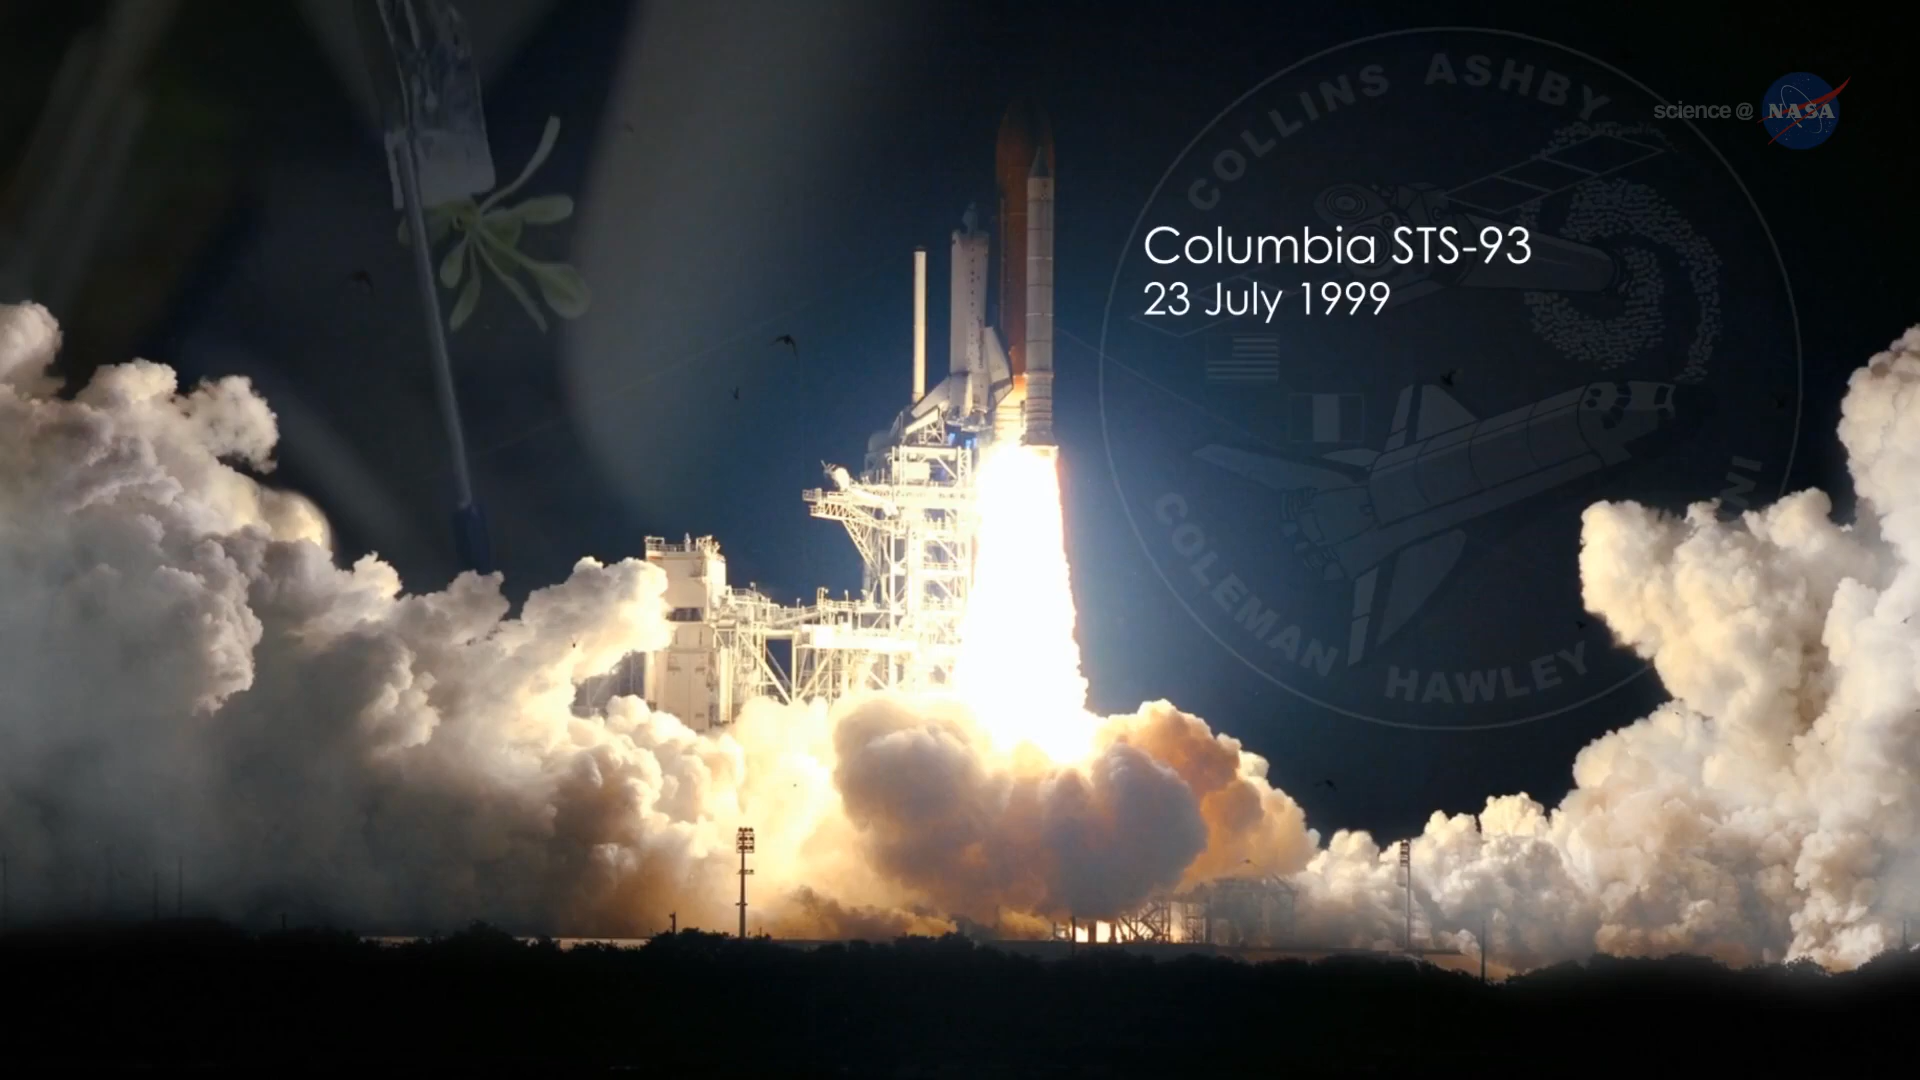 COLLINS ASHBY
science @ NASA
Columbia STS-93
23 July 1999
COLEMAN HAWLEY